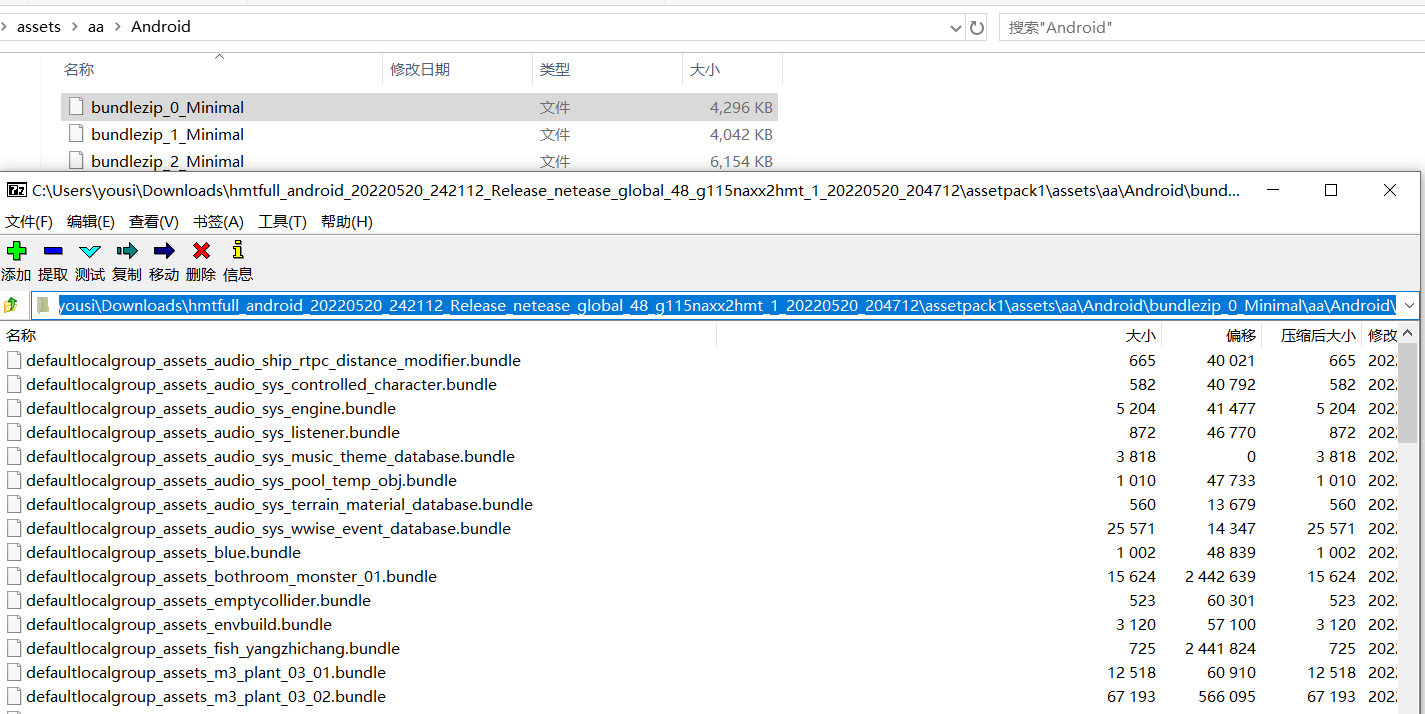 assets > aa > Android 搜索"Android"
名称 修改日期 类型 大小
bundlezip_0_Minimal 文件 4,296 KB
bundlezip_1_Minimal 文件 4,042 KB
bundlezip_2_Minimal 文件 6,154 KB
7z C:\Users\yousi\Downloads\hmtfull_android_20220520_242112_Release_netease_global_48_g115naxx2hmt_1_20220520_204712\assetpack1\assets\aa\Android\bund...
文件(F) 编辑(E) 查看(V) 书签(A) 工具(T) 帮助(H)
添加 提取 测试 复制 移动 删除 信息
yousi\Downloads\hmtfull_android_20220520_242112_Release_netease_global_48_g115naxx2hmt_1_20220520_204712\assetpack1\assets\aa\Android\bundlezip_0_Minimal\aa\Android\
名称 大小 偏移 压缩后大小 修改
defaultlocalgroup_assets_audio_ship_rtpc_distance_modifier.bundle 665 40 021 665 202
defaultlocalgroup_assets_audio_sys_controlled_character.bundle 582 40 792 582 202
defaultlocalgroup_assets_audio_sys_engine.bundle 5 204 41 477 5 204 202
defaultlocalgroup_assets_audio_sys_listener.bundle 872 46 770 872 202
defaultlocalgroup_assets_audio_sys_music_theme_database.bundle 3 818 0 3 818 202
defaultlocalgroup_assets_audio_sys_pool_temp_obj.bundle 1 010 47 733 1 010 202
defaultlocalgroup_assets_audio_sys_terrain_material_database.bundle 560 13 679 560 202
defaultlocalgroup_assets_audio_sys_wwise_event_database.bundle 25 571 14 347 25 571 202
defaultlocalgroup_assets_blue.bundle 1 002 48 839 1 002 202
defaultlocalgroup_assets_bothroom_monster_01.bundle 15 624 2 442 639 15 624 202
defaultlocalgroup_assets_emptycollider.bundle 523 60 301 523 202
defaultlocalgroup_assets_envbuild.bundle 3 120 57 100 3 120 202
defaultlocalgroup_assets_fish_yangzhichang.bundle 725 2 441 824 725 202
defaultlocalgroup_assets_m3_plant_03_01.bundle 12 518 60 910 12 518 202
defaultlocalgroup_assets_m3_plant_03_02.bundle 67 193 566 095 67 193 202